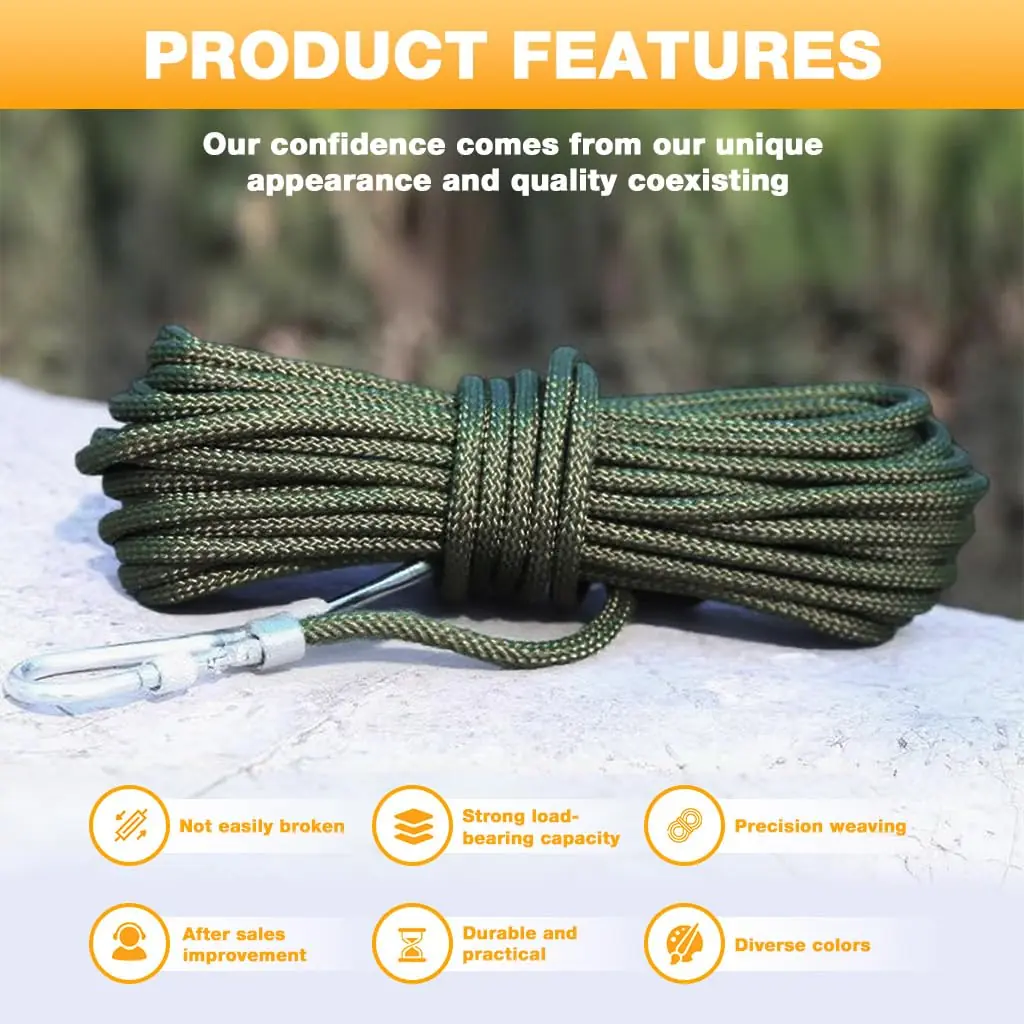 PRODUCT FEATURES
Our confidence comes from our unique
appearance and quality coexisting
Not easily broken
Strong load-
bearing capacity
Precision weaving
After sales
improvement
Durable and
practical
Diverse colors